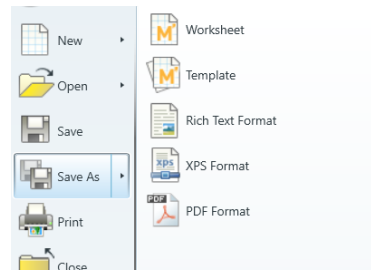 New
Open
Save
Save As
Print
Close
Worksheet
Template
Rich Text Format
XPS Format
PDF Format